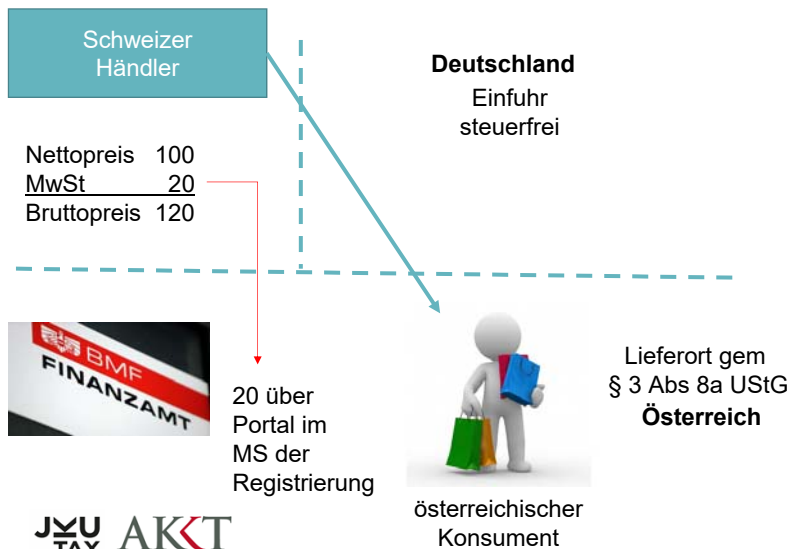 Schweizer
Händler
Deutschland
Einfuhr
steuerfrei
Nettopreis 100
MwSt 20
Bruttopreis 120
BMF
FINANZAMT
20 über
Portal im
MS der
Registrierung
Lieferort gem
§ 3 Abs 8a UStG
Österreich
österreichischer
Konsument
JKU
TAX
AKKT